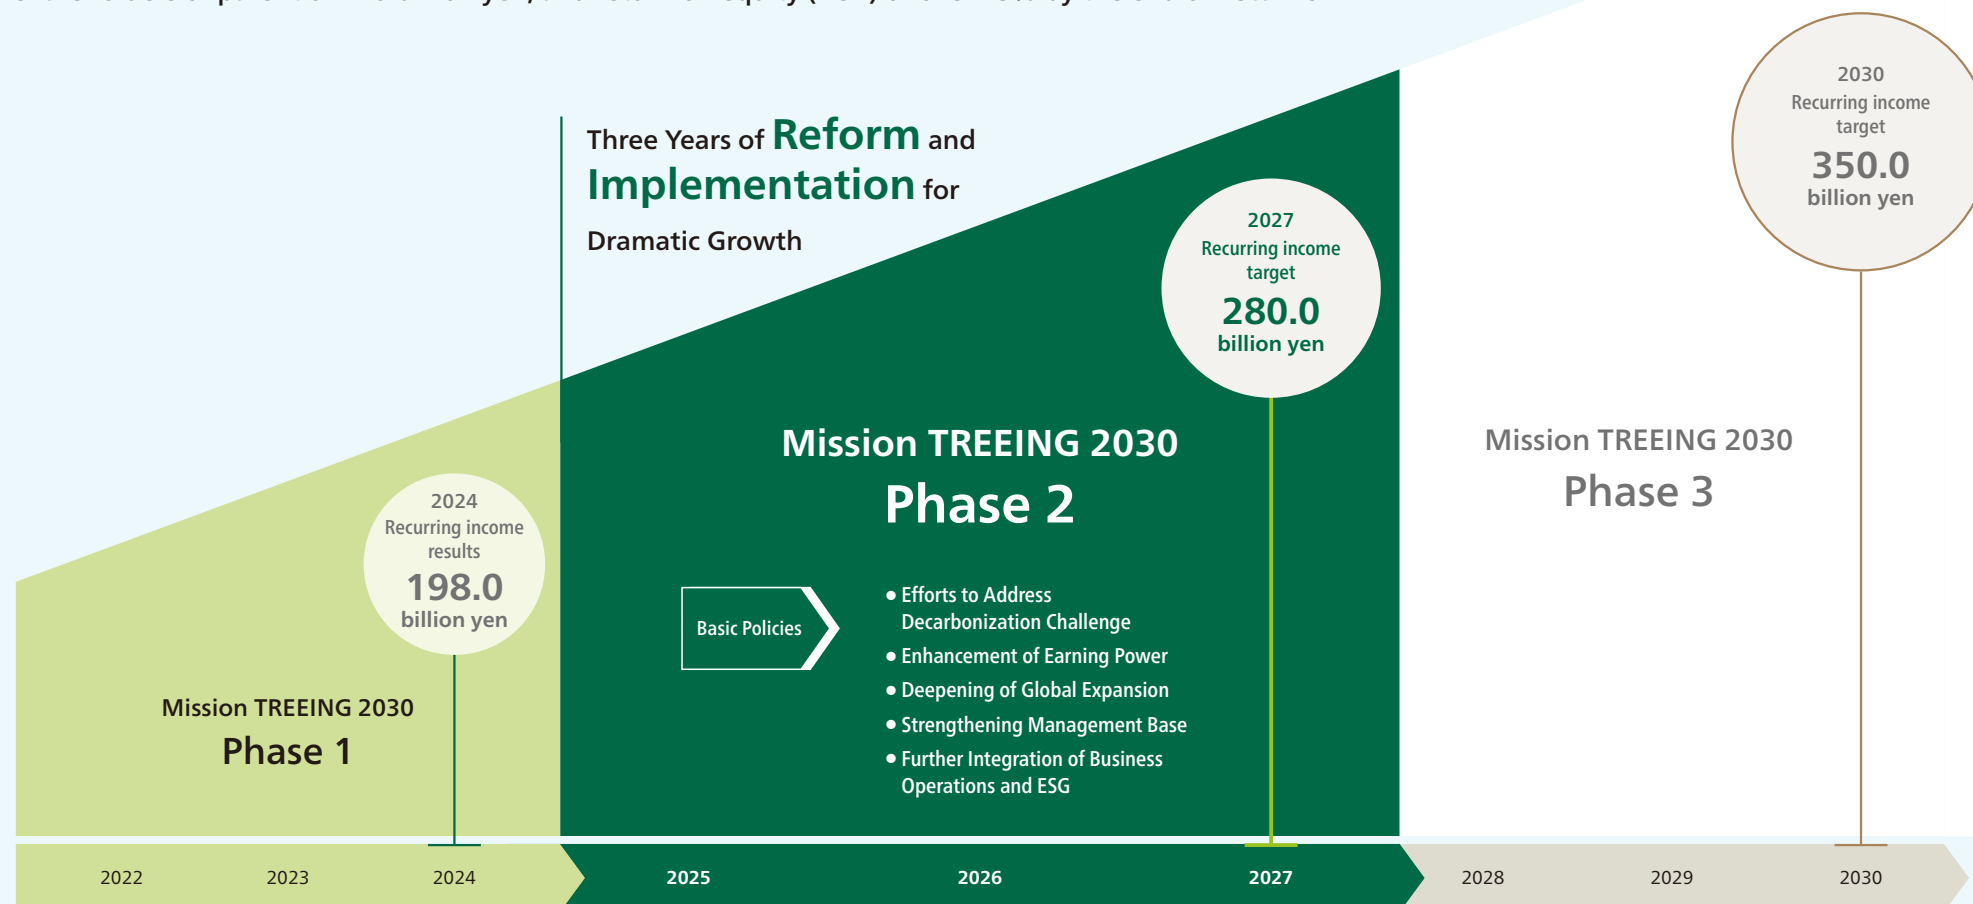 Three Years of Reform and
Implementation for
Dramatic Growth
2030
Recurring income
target
350.0
billion yen
2027
Recurring income
target
280.0
billion yen
2024
Recurring income
results
198.0
billion yen
Mission TREEING 2030
Phase 1
Mission TREEING 2030
Phase 2
Basic Policies
● Efforts to Address
Decarbonization Challenge
● Enhancement of Earning Power
● Deepening of Global Expansion
● Strengthening Management Base
● Further Integration of Business
Operations and ESG
Mission TREEING 2030
Phase 3
2022 2023 2024 2025 2026 2027 2028 2029 2030